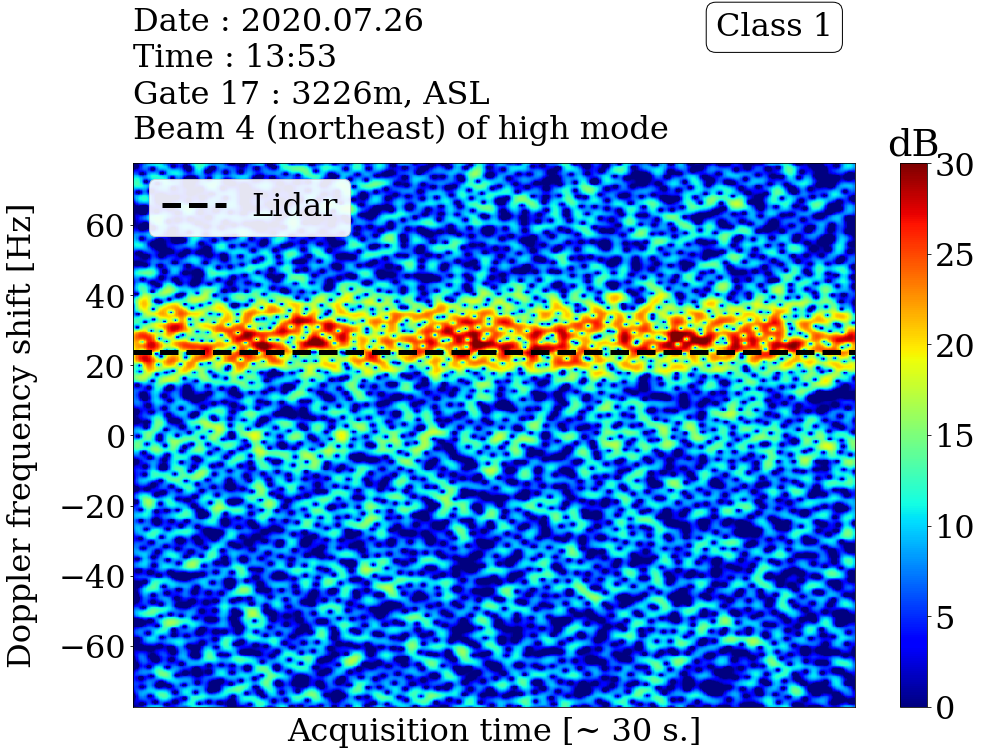 Date : 2020.07.26
Time : 13:53
Gate 17 : 3226m, ASL
Beam 4 (northeast) of high mode
Class 1
dB
Lidar
Doppler frequency shift [Hz]
60
40
20
0
−20
−40
−60
30
25
20
15
10
5
0
Acquisition time [~ 30 s.]